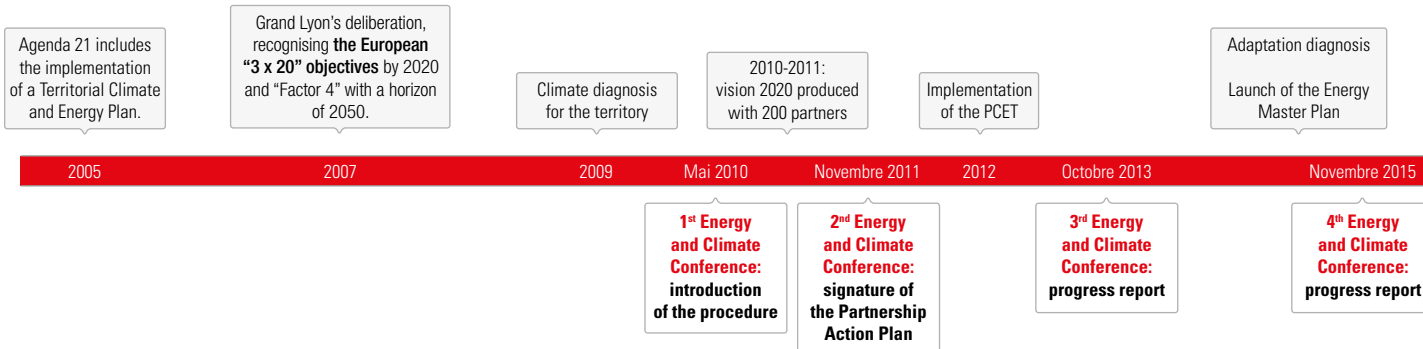 Agenda 21 includes
the implementation
of a Territorial Climate
and Energy Plan.
Grand Lyon’s deliberation,
recognising the European
“3 x 20” objectives by 2020
and “Factor 4” with a horizon
of 2050.
Climate diagnosis
for the territory
2010-2011:
vision 2020 produced
with 200 partners
Implementation
of the PCET
Adaptation diagnosis
Launch of the Energy
Master Plan
2005
2007
2009
Mai 2010
Novembre 2011
2012
Octobre 2013
Novembre 2015
1st Energy
and Climate
Conference:
introduction
of the procedure
2nd Energy
and Climate
Conference:
signature of
the Partnership
Action Plan
3rd Energy
and Climate
Conference:
progress report
4th Energy
and Climate
Conference:
progress report